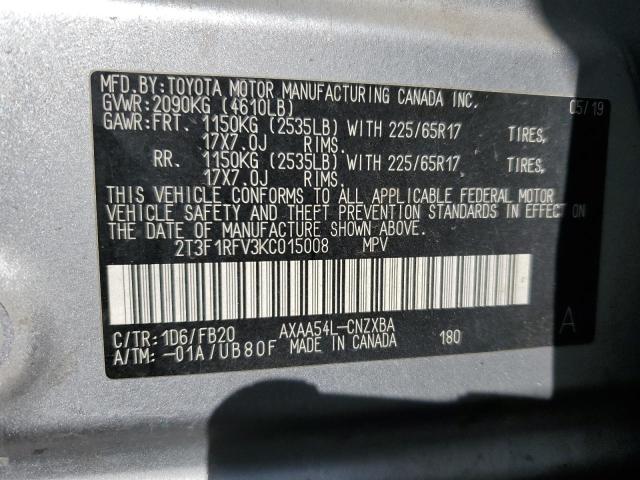 MFD.BY:TOYOTA MOTOR MANUFACTURING CANADA INC. 05/19
GVWR:2090KG (4610LB)
GAWR:FRT. 1150KG (2535LB) WITH 225/65R17 TIRES,
17X7.0J RIMS.
RR. 1150KG (2535LB) WITH 225/65R17 TIRES,
17X7.0J RIMS.
THIS VEHICLE CONFORMS TO ALL APPLICABLE FEDERAL MOTOR
VEHICLE SAFETY AND THEFT PREVENTION STANDARDS IN EFFECT ON
THE DATE OF MANUFACTURE SHOWN ABOVE.
2T3F1RFV3KC015008 MPV
C/TR:1D6/FB20 AXAA54L-CNZXBA A
A/TM:-01A/UB80F MADE IN CANADA 180